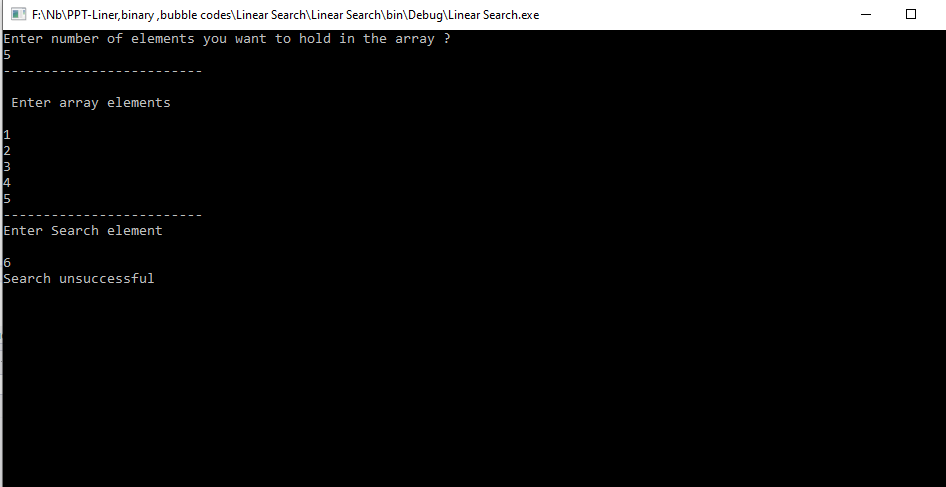 F:\Nb\PPT-Liner,binary ,bubble codes\Linear Search\Linear Search\bin\Debug\Linear Search.exe
Enter number of elements you want to hold in the array ?
5
-------------------------
Enter array elements
1
2
3
4
5
-------------------------
Enter Search element
6
Search unsuccessful